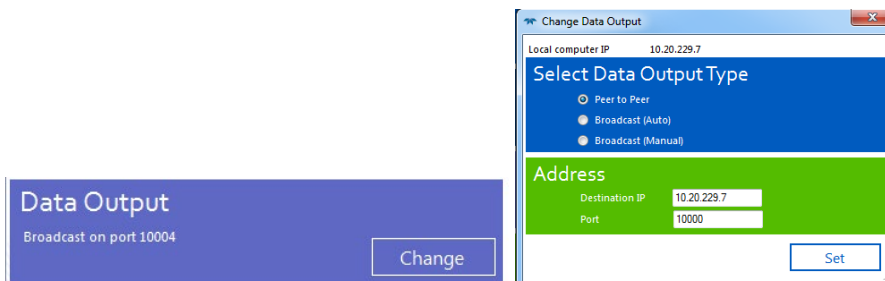 Data Output
Broadcast on port 10004
Change
Change Data Output
x
Local computer IP 10.20.229.7
Select Data Output Type
Peer to Peer
Broadcast (Auto)
Broadcast (Manual)
Address
Destination IP 10.20.229.7
Port 10000
Set